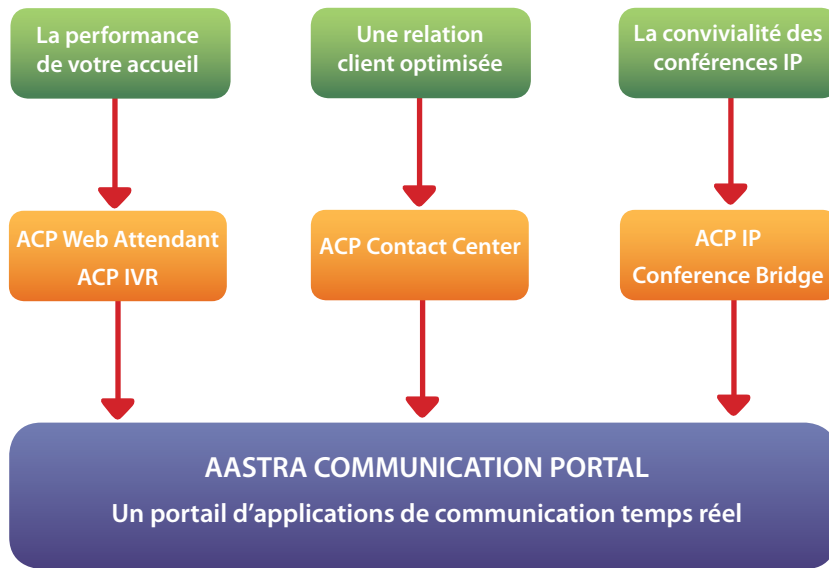 La performance
de votre accueil
Une relation
client optimisée
La convivialité des
conférences IP
ACP Web Attendant
ACP IVR
ACP Contact Center
ACP IP
Conference Bridge
AASTRA COMMUNICATION PORTAL
Un portail d’applications de communication temps réel